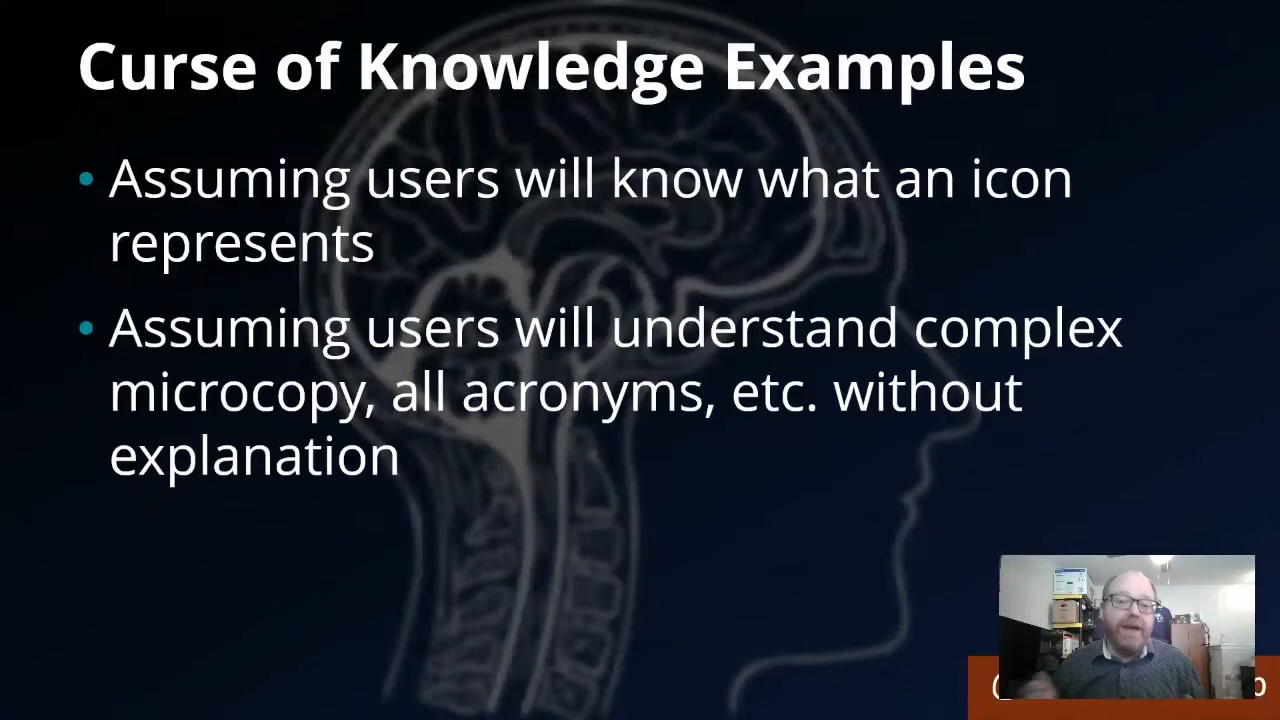 Curse of Knowledge Examples
• Assuming users will know what an icon
represents
• Assuming users will understand complex
microcopy, all acronyms, etc. without
explanation